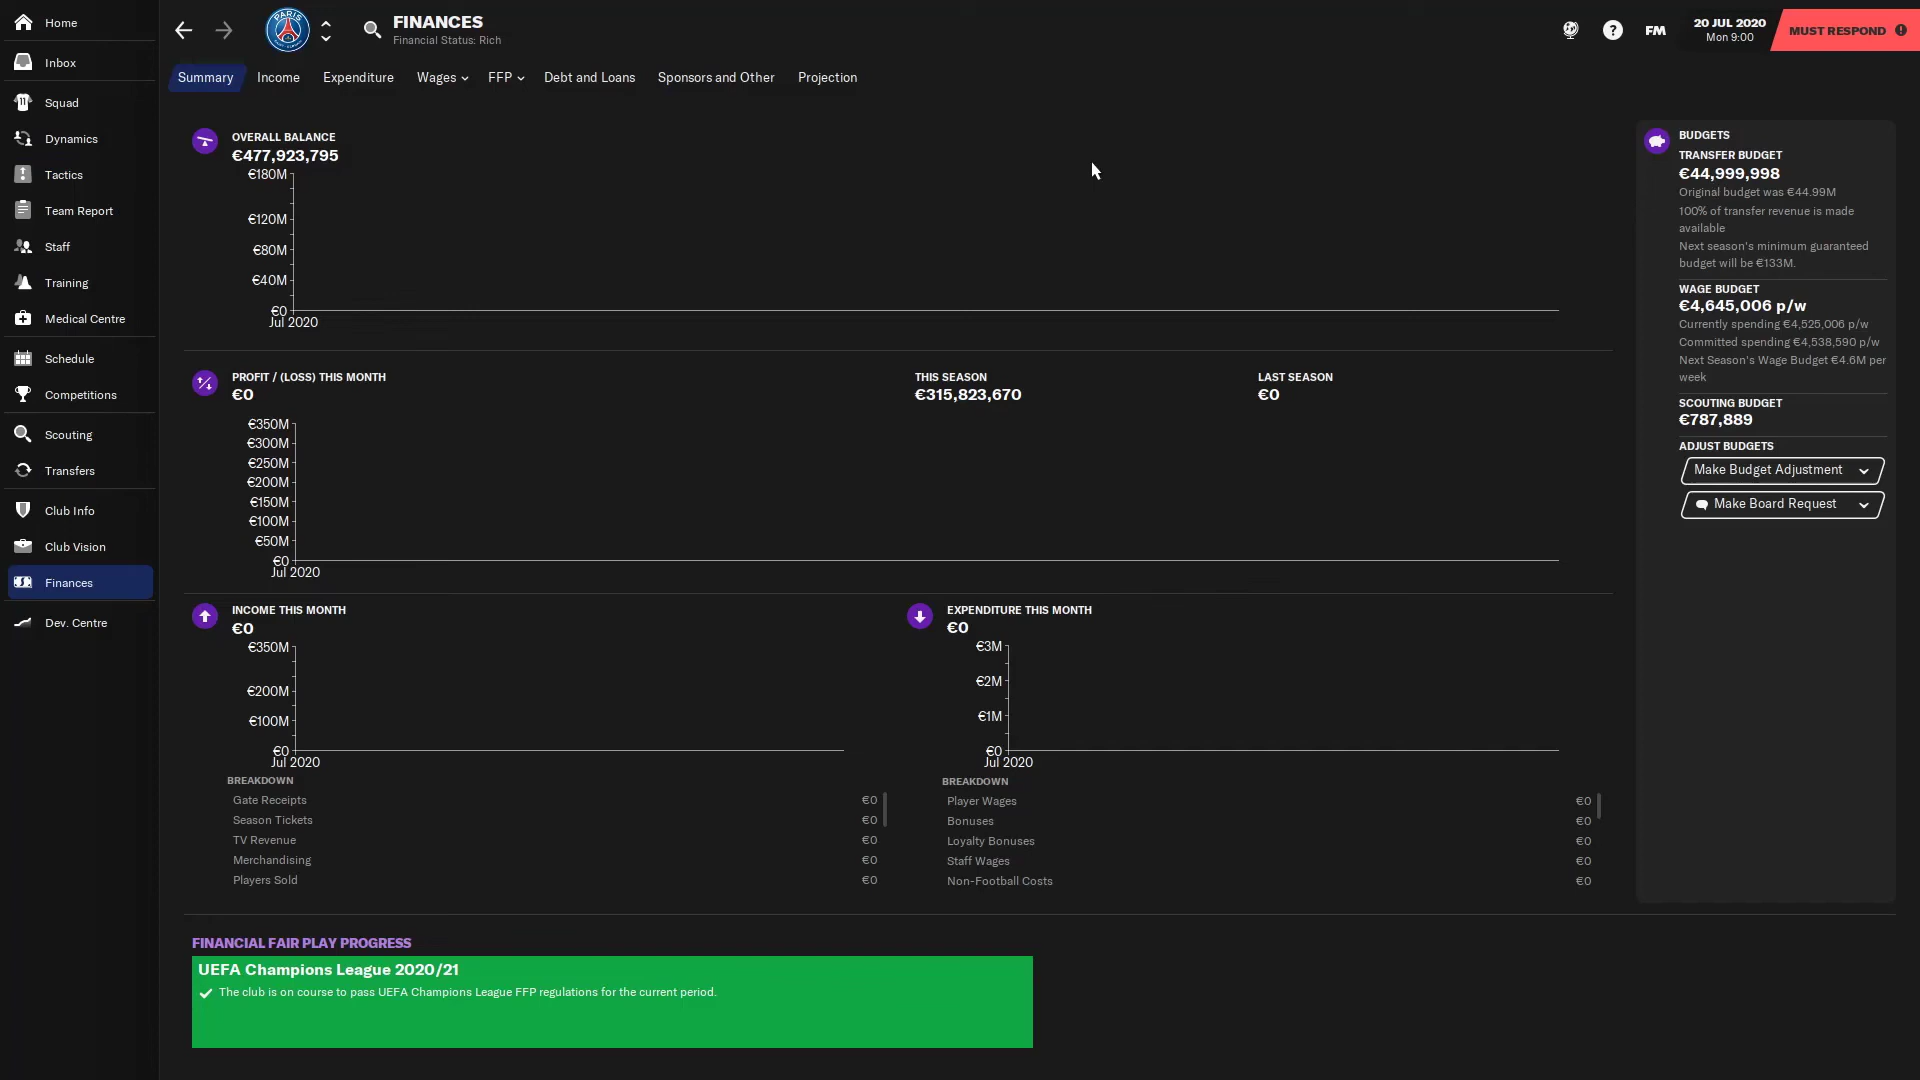 Home
Inbox
Squad
Dynamics
Tactics
Team Report
Staff
Training
Medical Centre
Schedule
Competitions
Scouting
Transfers
Club Info
Club Vision
Finances
Dev. Centre
PARIS
FINANCES
Financial Status: Rich
?
FM
20 JUL 2020
Mon 9:00
MUST RESPOND
Summary
Income
Expenditure
Wages
FFP
Debt and Loans
Sponsors and Other
Projection
OVERALL BALANCE
€477,923,795
€180M
€120M
€80M
€40M
€0
Jul 2020
PROFIT / (LOSS) THIS MONTH
€0
THIS SEASON
€315,823,670
LAST SEASON
€0
€350M
€300M
€250M
€200M
€150M
€100M
€50M
€0
Jul 2020
INCOME THIS MONTH
€0
€350M
€200M
€100M
€0
Jul 2020
BREAKDOWN
Gate Receipts €0
Season Tickets €0
TV Revenue €0
Merchandising €0
Players Sold €0
EXPENDITURE THIS MONTH
€0
€3M
€2M
€1M
€0
Jul 2020
BREAKDOWN
Player Wages €0
Bonuses €0
Loyalty Bonuses €0
Staff Wages €0
Non-Football Costs €0
BUDGETS
TRANSFER BUDGET
€44,999,998
Original budget was €44.99M
100% of transfer revenue is made
available
Next season's minimum guaranteed
budget will be €133M.
WAGE BUDGET
€4,645,006 p/w
Currently spending €4,525,006 p/w
Committed spending €4,538,590 p/w
Next Season's Wage Budget €4.6M per
week
SCOUTING BUDGET
€787,889
ADJUST BUDGETS
Make Budget Adjustment
Make Board Request
FINANCIAL FAIR PLAY PROGRESS
UEFA Champions League 2020/21
The club is on course to pass UEFA Champions League FFP regulations for the current period.